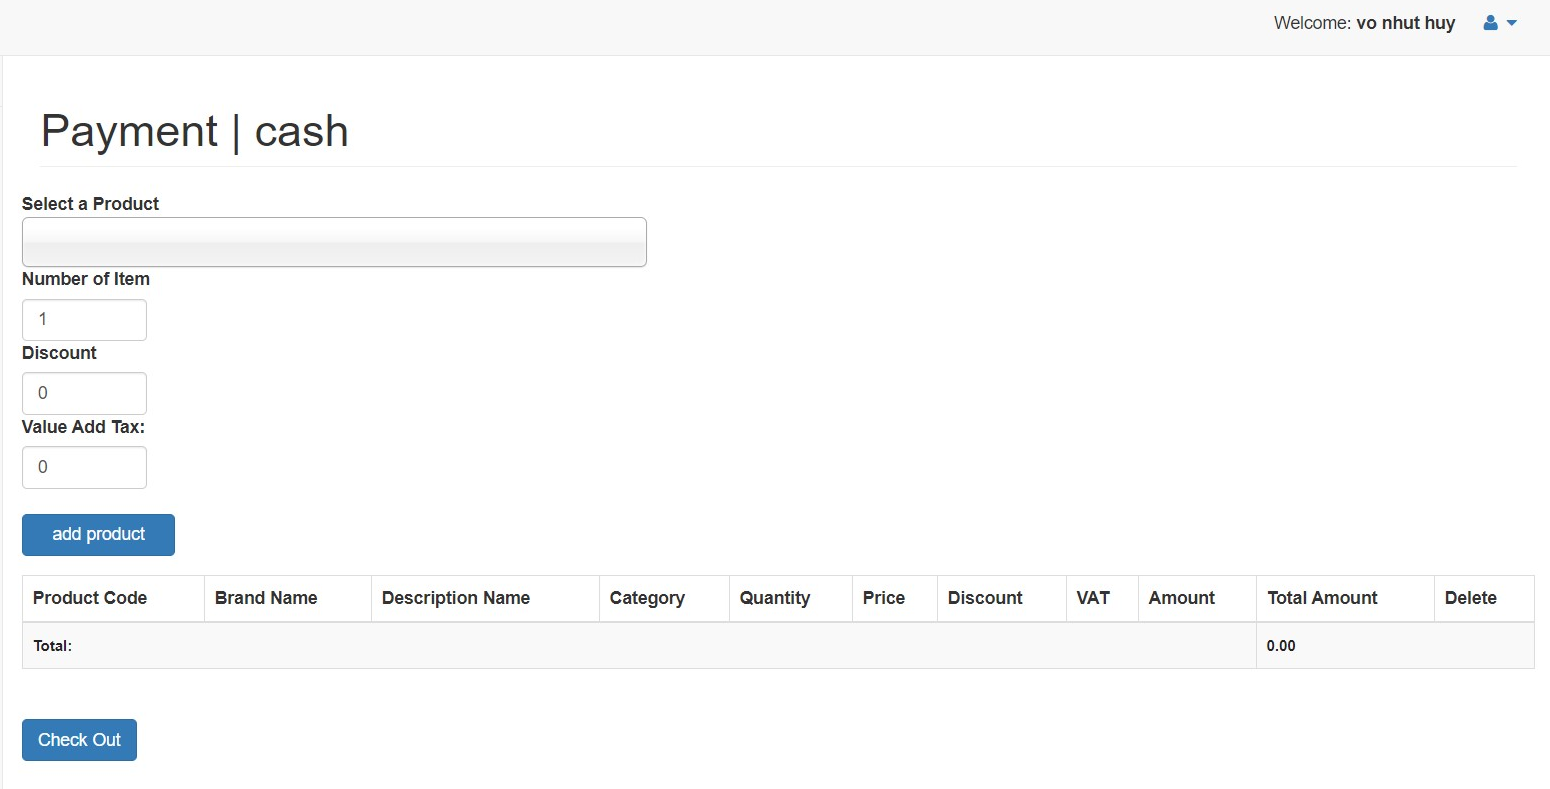 Welcome: vo nhut huy
Payment | cash
Select a Product
Number of Item
1
Discount
0
Value Add Tax:
0
add product
Product Code Brand Name Description Name Category Quantity Price Discount VAT Amount Total Amount Delete
Total: 0.00
Check Out